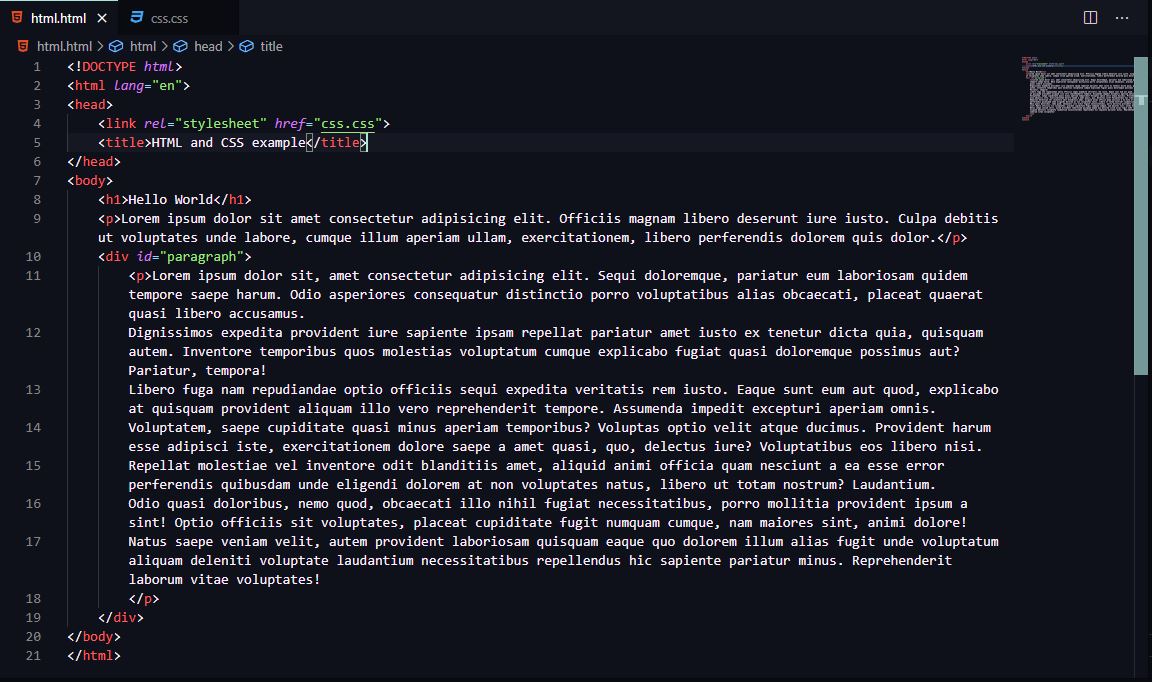 html.html
css.css
html.html > html > head > title
1 <!DOCTYPE html>
2 <html lang="en">
3 <head>
4 <link rel="stylesheet" href="css.css">
5 <title>HTML and CSS example</title>
6 </head>
7 <body>
8 <h1>Hello World</h1>
9 <p>Lorem ipsum dolor sit amet consectetur adipisicing elit. Officiis magnam libero deserunt iure iusto. Culpa debitis
ut voluptates unde labore, cumque illum aperiam ullam, exercitationem, libero perferendis dolorem quis dolor.</p>
10 <div id="paragraph">
11 <p>Lorem ipsum dolor sit, amet consectetur adipisicing elit. Sequi doloremque, pariatur eum laboriosam quidem
tempore saepe harum. Odio asperiores consequatur distinctio porro voluptatibus alias obcaecati, placeat quaerat
quasi libero accusamus.
12 Dignissimos expedita provident iure sapiente ipsam repellat pariatur amet iusto ex tenetur dicta quia, quisquam
autem. Inventore temporibus quos molestias voluptatum cumque explicabo fugiat quasi doloremque possimus aut?
Pariatur, tempora!
13 Libero fuga nam repudiandae optio officiis sequi expedita veritatis rem iusto. Eaque sunt eum aut quod, explicabo
at quisquam provident aliquam illo vero reprehenderit tempore. Assumenda impedit excepturi aperiam omnis.
14 Voluptatem, saepe cupiditate quasi minus aperiam temporibus? Voluptas optio velit atque ducimus. Provident harum
esse adipisci iste, exercitationem dolore saepe a amet quasi, quo, delectus iure? Voluptatibus eos libero nisi.
15 Repellat molestiae vel inventore odit blanditiis amet, aliquid animi officia quam nesciunt a ea esse error
perferendis quibusdam unde eligendi dolorem at non voluptates natus, libero ut totam nostrum? Laudantium.
16 Odio quasi doloribus, nemo quod, obcaecati illo nihil fugiat necessitatibus, porro mollitia provident ipsum a
sint! Optio officiis sit voluptates, placeat cupiditate fugit numquam cumque, nam maiores sint, animi dolore!
17 Natus saepe veniam velit, autem provident laboriosam quisquam eaque quo dolorem illum alias fugit unde voluptatum
aliquam deleniti voluptate laudantium necessitatibus repellendus hic sapiente pariatur minus. Reprehenderit
laborum vitae voluptates!
18 </p>
19 </div>
20 </body>
21 </html>